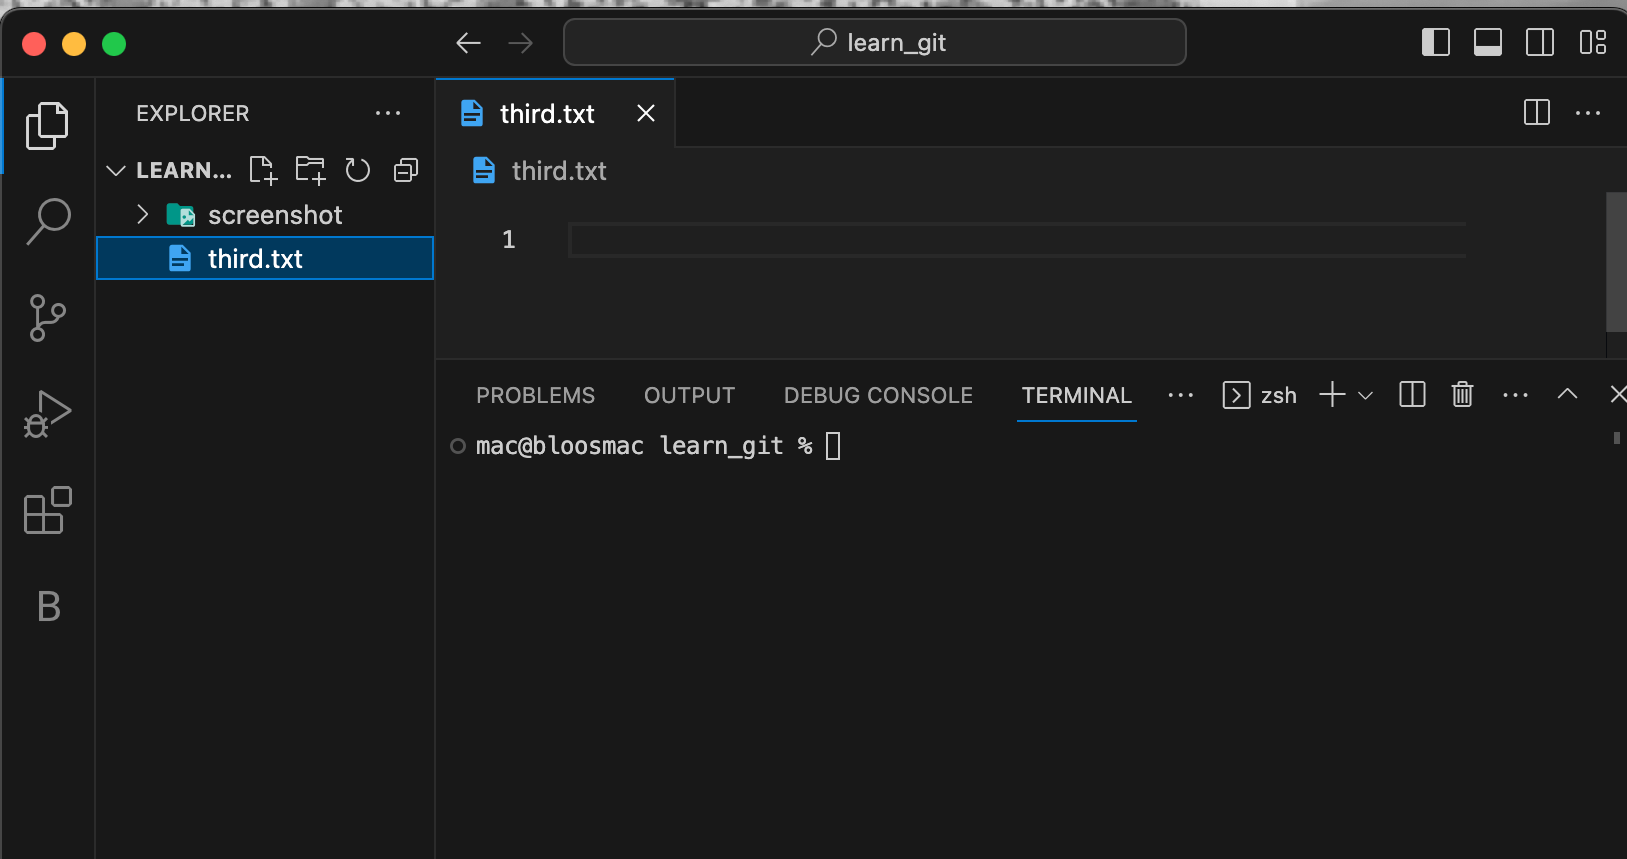 learn_git
EXPLORER
LEARN...
screenshot
third.txt
third.txt
third.txt
1
PROBLEMS OUTPUT DEBUG CONSOLE TERMINAL zsh
mac@bloosmac learn_git %
B